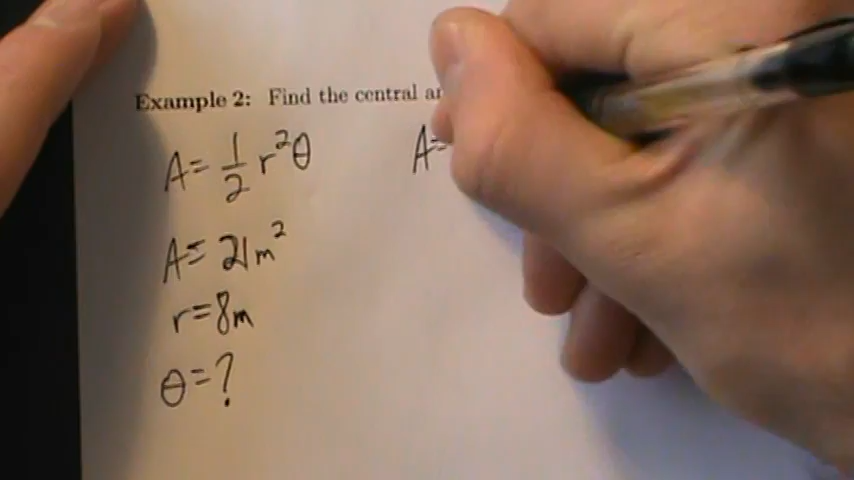 Example 2: Find the central
A = 1/2 r²θ
A =
A = 21m²
r = 8m
θ = ?